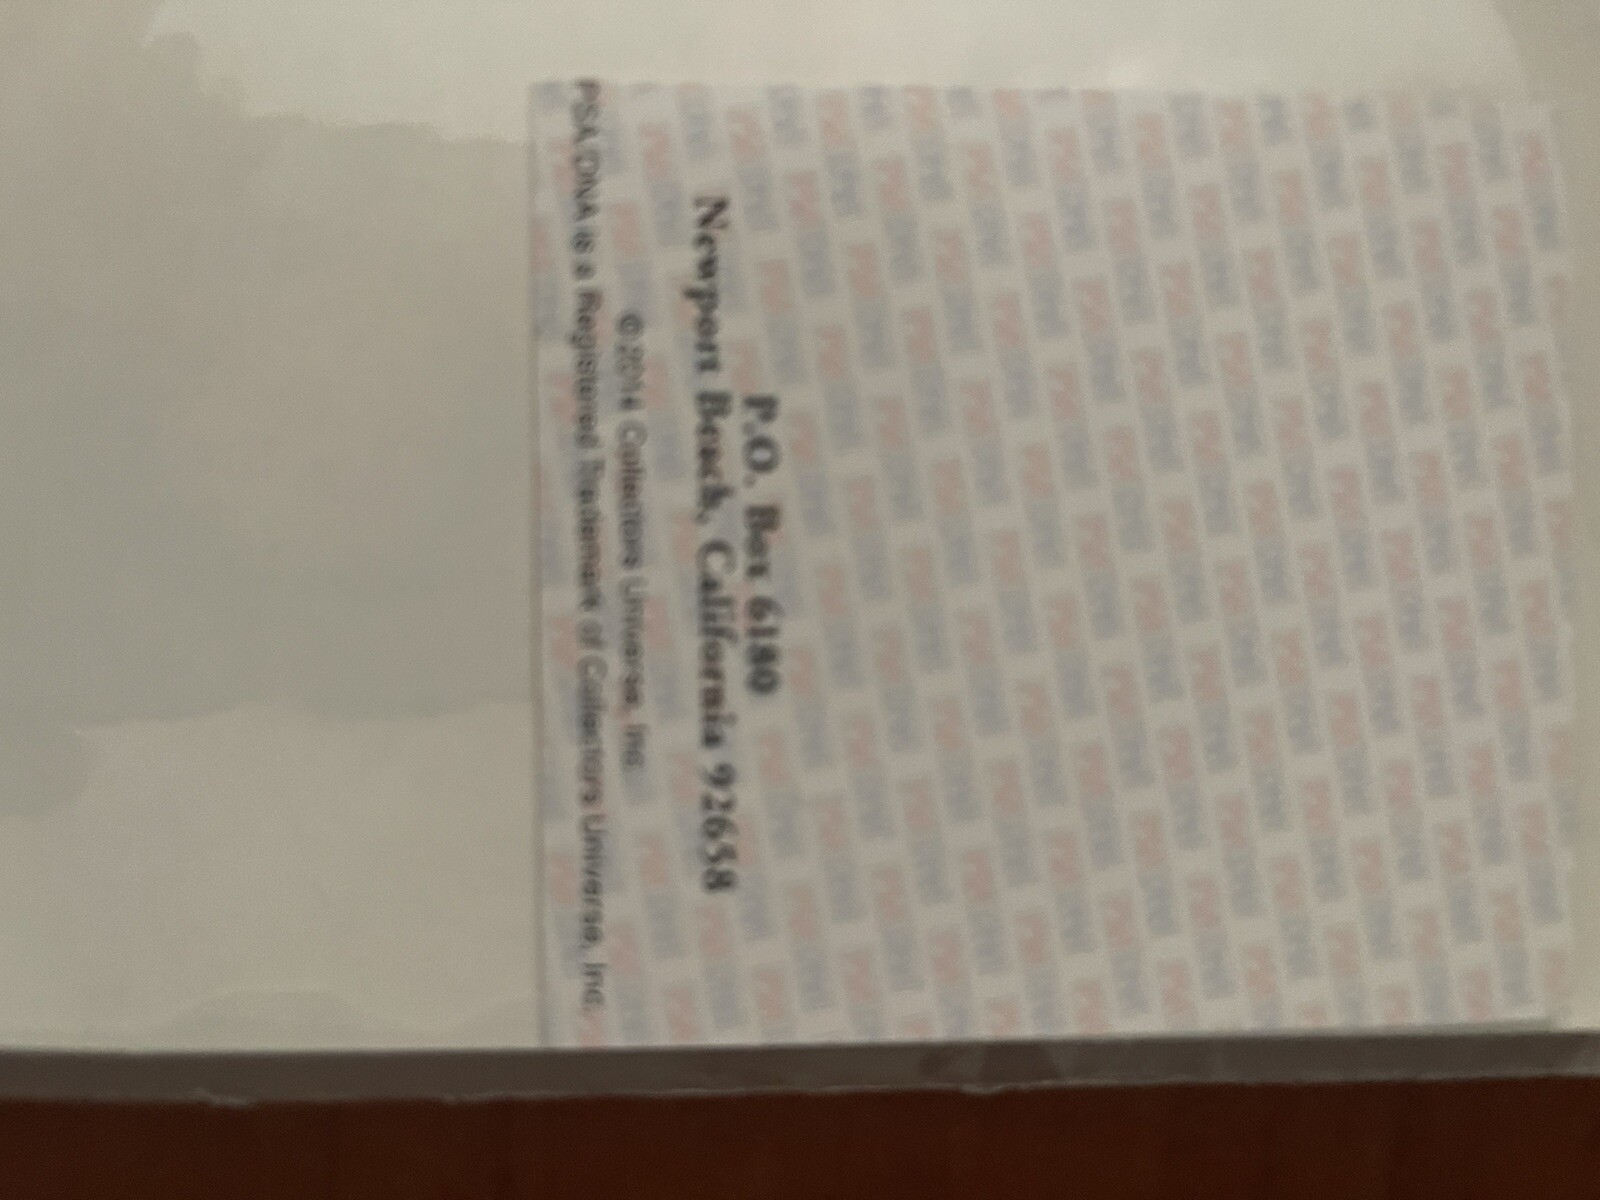 P.O. Box 6180
Newport Beach, California 92658
© 2014 Collectors Universe, Inc.
PSA/DNA is a Registered Trademark of Collectors Universe, Inc.